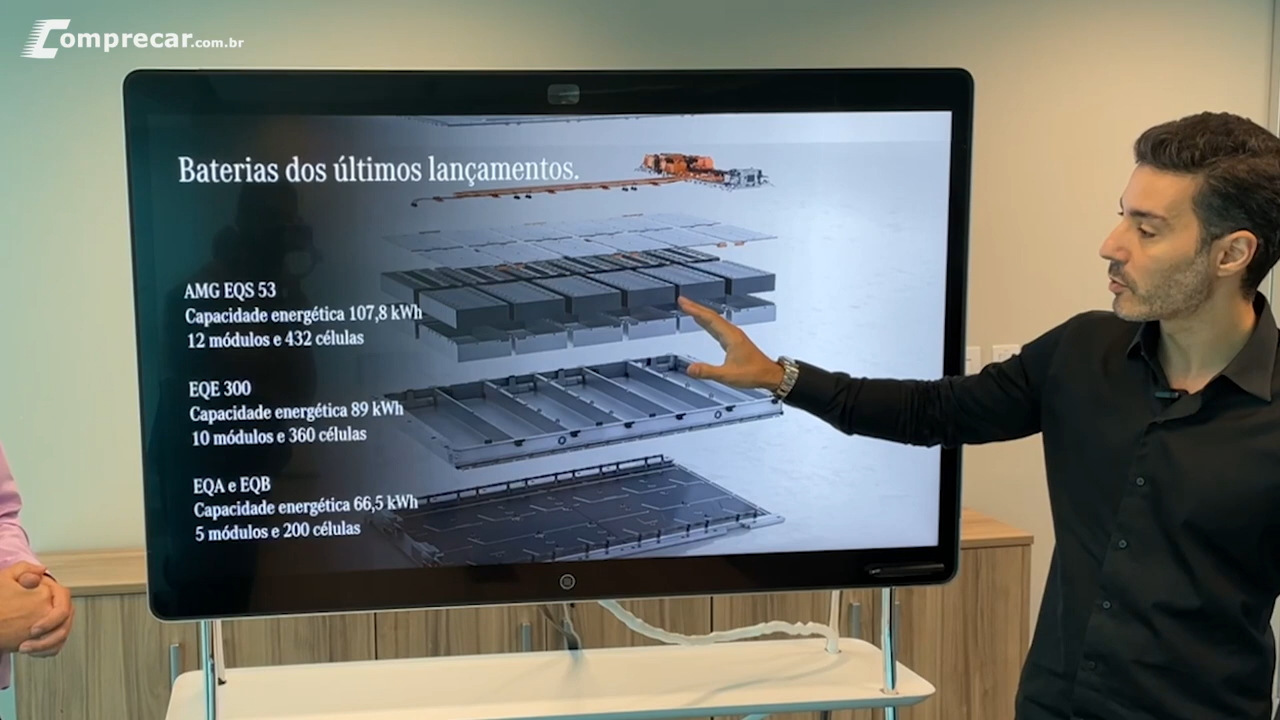 Comprecar.com.br
Baterias dos últimos lançamentos.
AMG EQS 53
Capacidade energética 107,8 kWh
12 módulos e 432 células
EQE 300
Capacidade energética 89 kWh
10 módulos e 360 células
EQA e EQB
Capacidade energética 66,5 kWh
5 módulos e 200 células